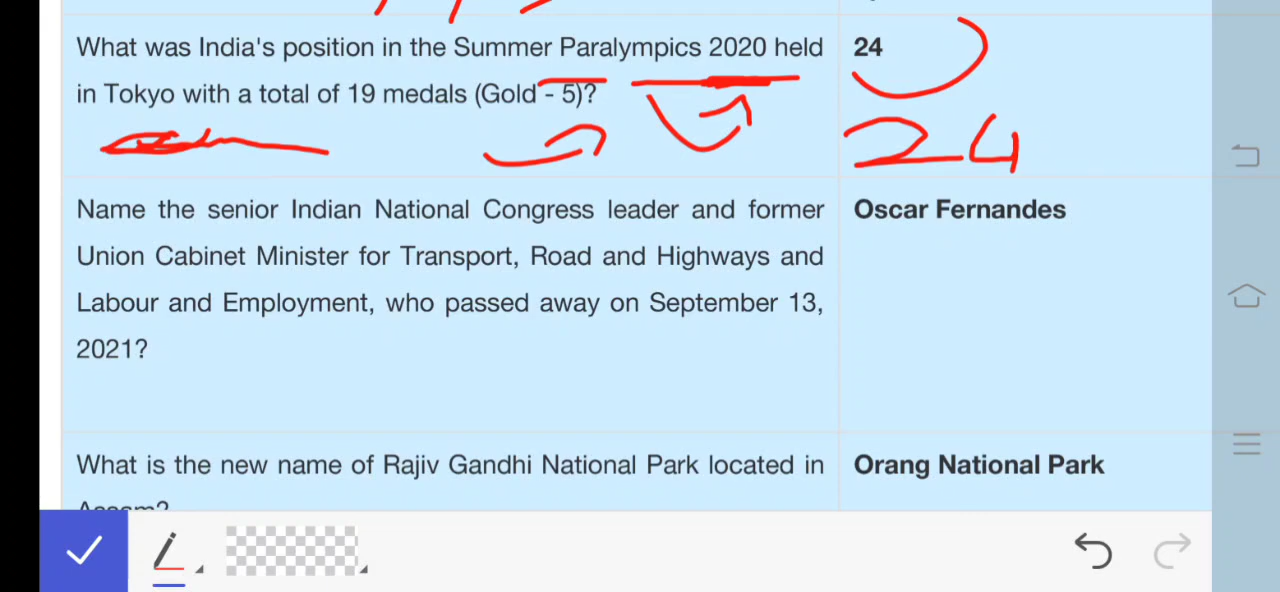 What was India's position in the Summer Paralympics 2020 held
24
in Tokyo with a total of 19 medals (Gold - 5)?
24
Name the senior Indian National Congress leader and former
Oscar Fernandes
Union Cabinet Minister for Transport, Road and Highways and
Labour and Employment, who passed away on September 13,
2021?
What is the new name of Rajiv Gandhi National Park located in
Orang National Park
Assam?